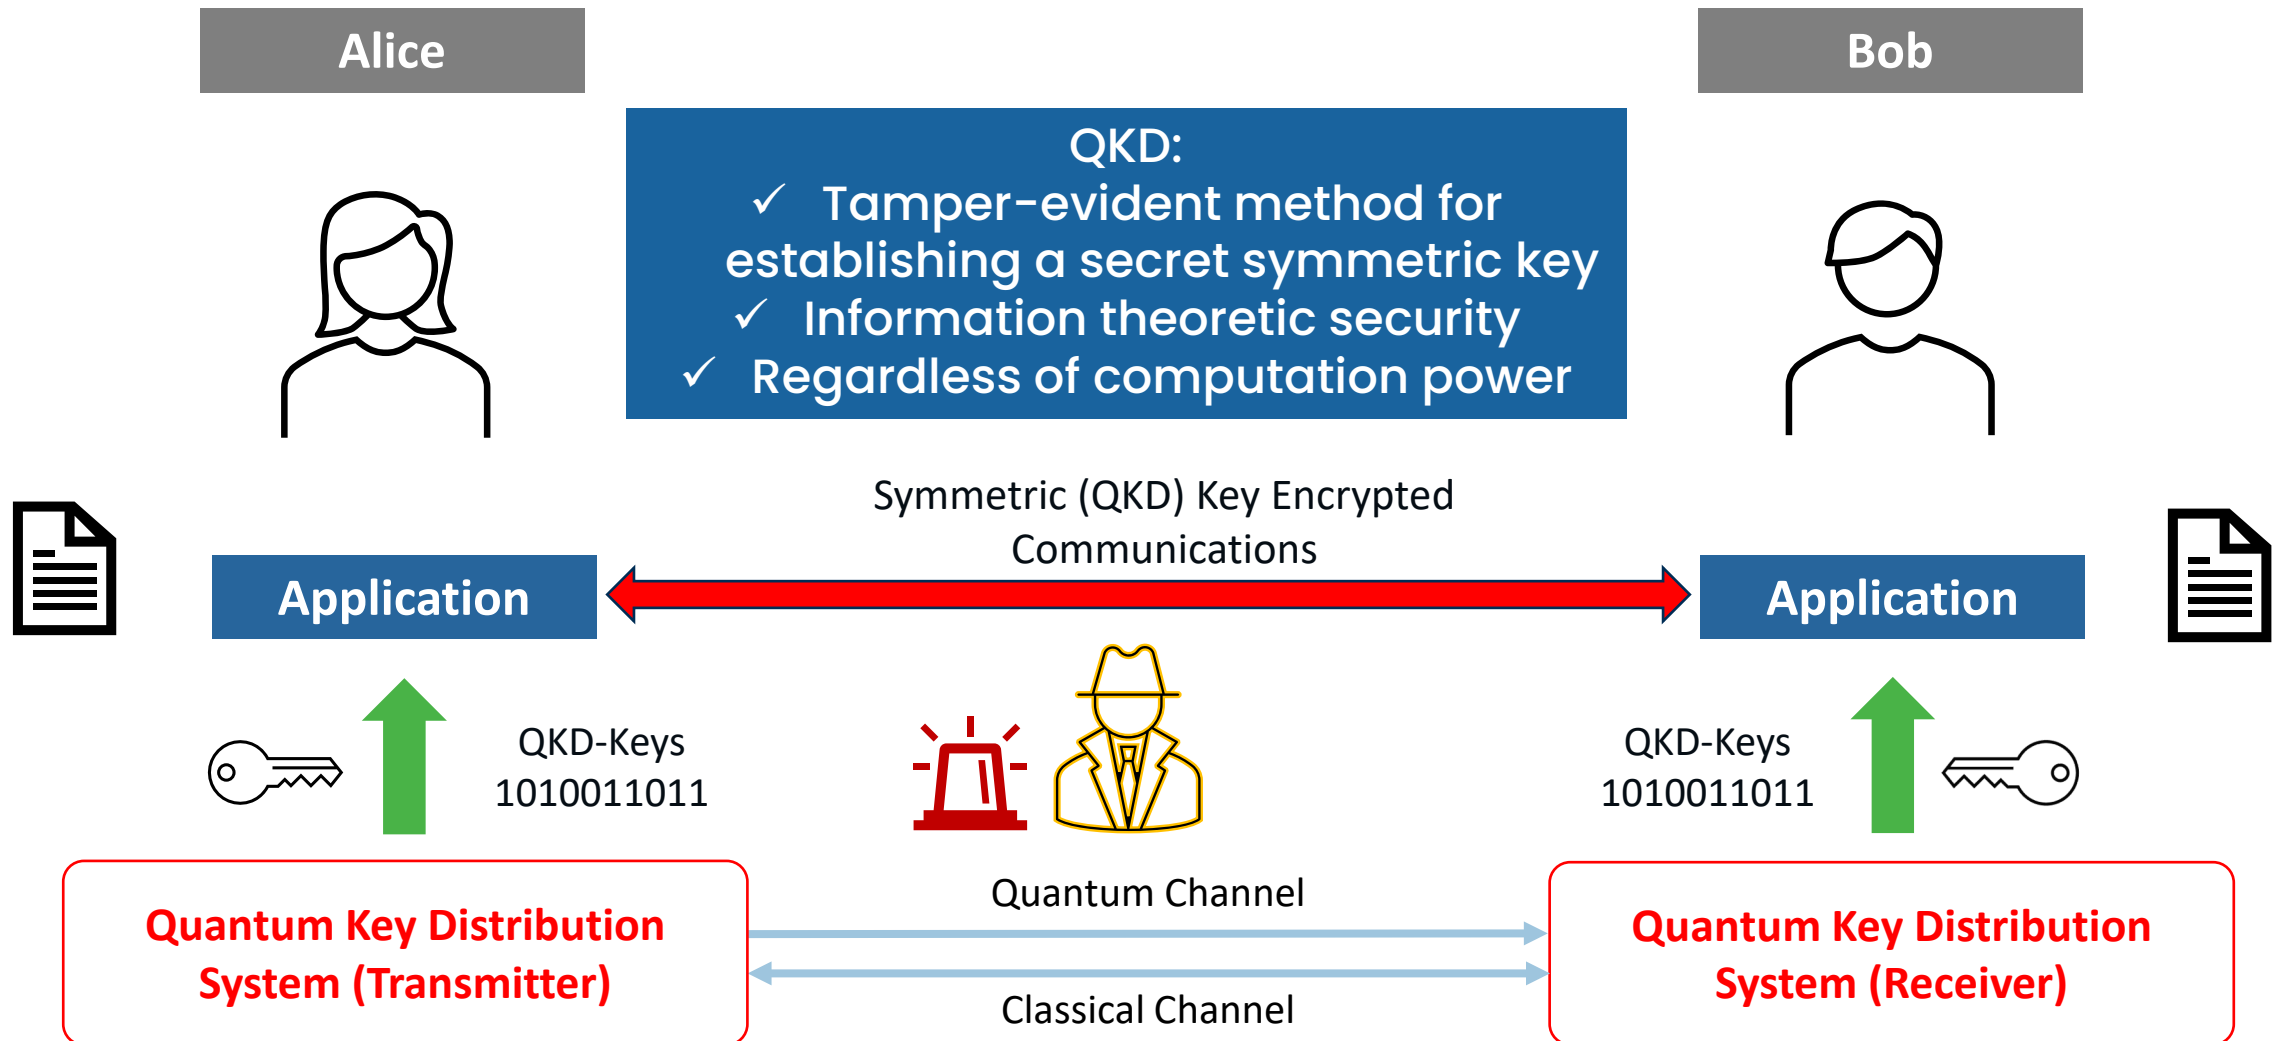 Alice
Bob
QKD:
✓ Tamper-evident method for
establishing a secret symmetric key
✓ Information theoretic security
✓ Regardless of computation power
Symmetric (QKD) Key Encrypted
Communications
Application
Application
QKD-Keys
1010011011
QKD-Keys
1010011011
Quantum Key Distribution
System (Transmitter)
Quantum Channel
Classical Channel
Quantum Key Distribution
System (Receiver)